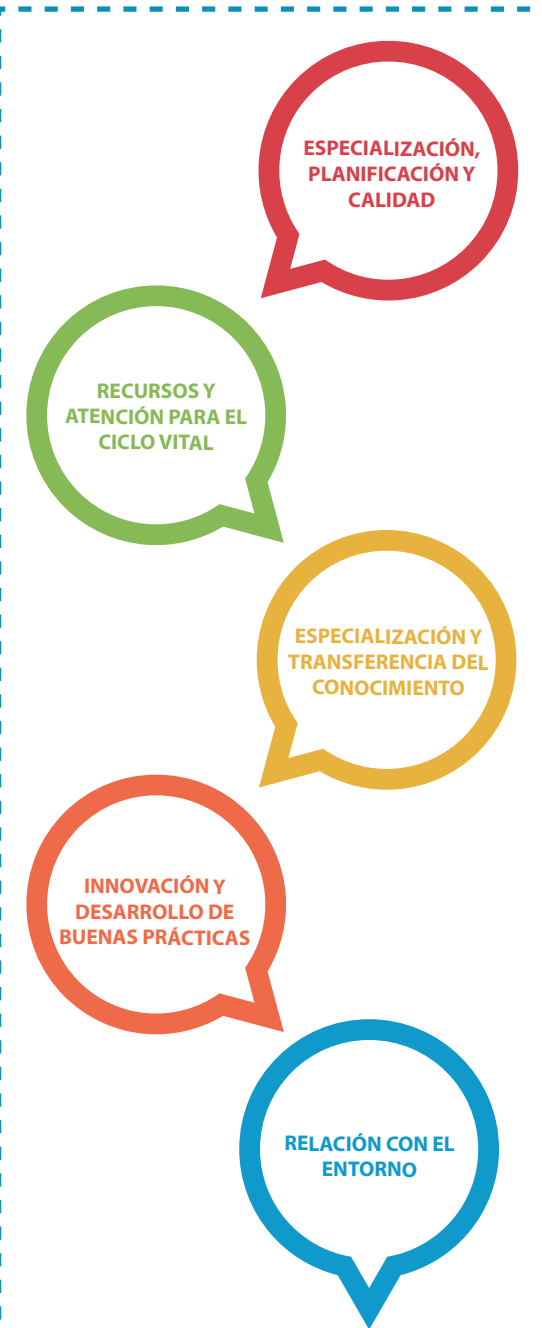 ESPECIALIZACIÓN,
PLANIFICACIÓN Y
CALIDAD
RECURSOS Y
ATENCIÓN PARA EL
CICLO VITAL
ESPECIALIZACIÓN Y
TRANSFERENCIA DEL
CONOCIMIENTO
INNOVACIÓN Y
DESARROLLO DE
BUENAS PRÁCTICAS
RELACIÓN CON EL
ENTORNO